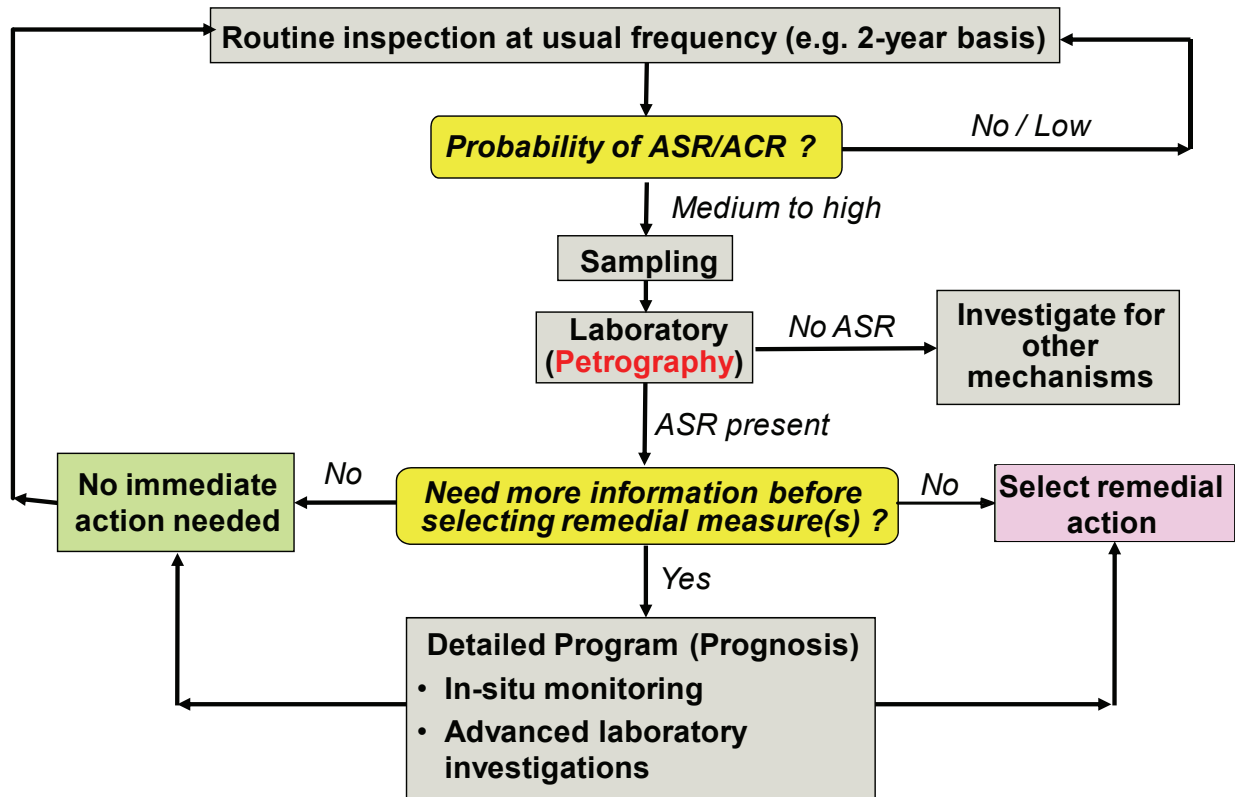 Routine inspection at usual frequency (e.g. 2-year basis)
Probability of ASR/ACR ?
No / Low
Medium to high
Sampling
Laboratory
(Petrography)
No ASR
Investigate for
other
mechanisms
ASR present
No immediate
action needed
No
Need more information before
selecting remedial measure(s) ?
No
Select remedial
action
Yes
Detailed Program (Prognosis)
• In-situ monitoring
• Advanced laboratory
investigations